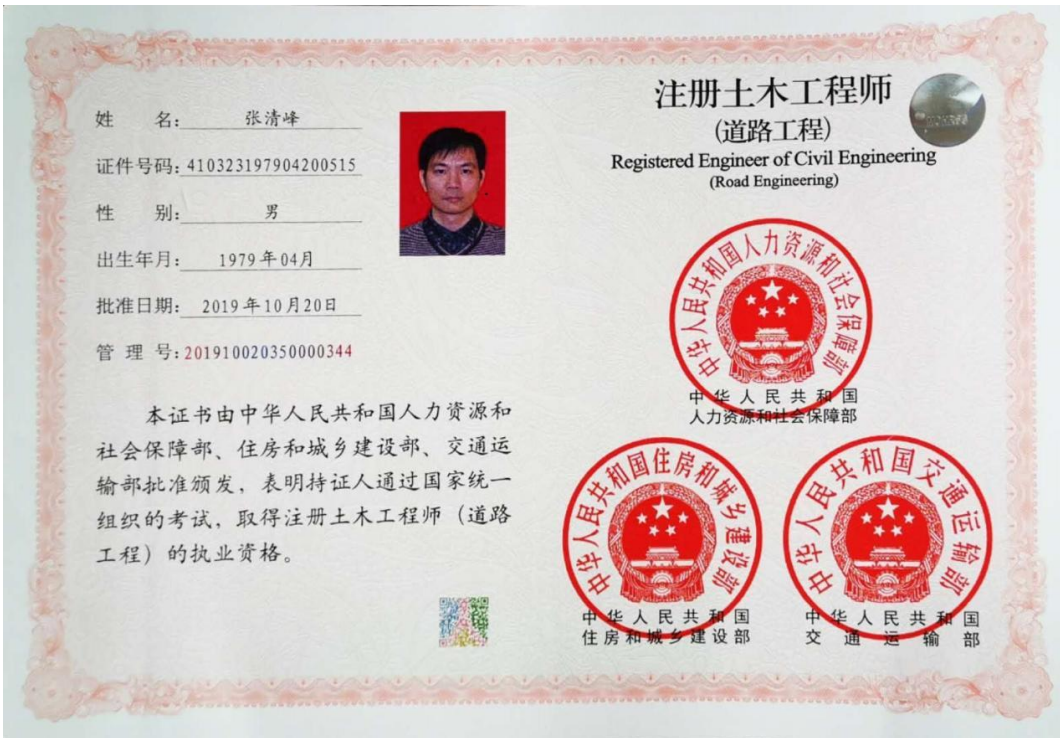 姓 名: 张清峰
证件号码: 410323197904200515
性 别: 男
出生年月: 1979年04月
批准日期: 2019年10月20日
管 理 号: 201910020350000344
本证书由中华人民共和国人力资源和
社会保障部、住房和城乡建设部、交通运
输部批准颁发，表明持证人通过国家统一
组织的考试，取得注册土木工程师（道路
工程）的执业资格。
注册土木工程师
(道路工程)
Registered Engineer of Civil Engineering
(Road Engineering)
中华人民共和国人力资源和社会保障部
中华人民共和国
人力资源和社会保障部
中华人民共和国住房和城乡建设部
中华人民共和国
住房和城乡建设部
中华人民共和国交通运输部
中华人民共和国
交通运输部